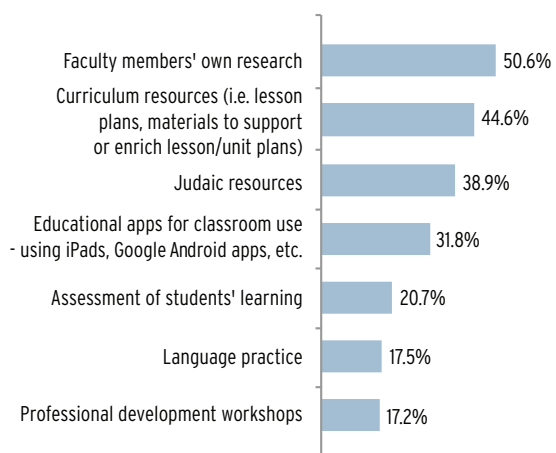 Faculty members' own research
50.6%
Curriculum resources (i.e. lesson
plans, materials to support
or enrich lesson/unit plans)
44.6%
Judaic resources
38.9%
Educational apps for classroom use
- using iPads, Google Android apps, etc.
31.8%
Assessment of students' learning
20.7%
Language practice
17.5%
Professional development workshops
17.2%